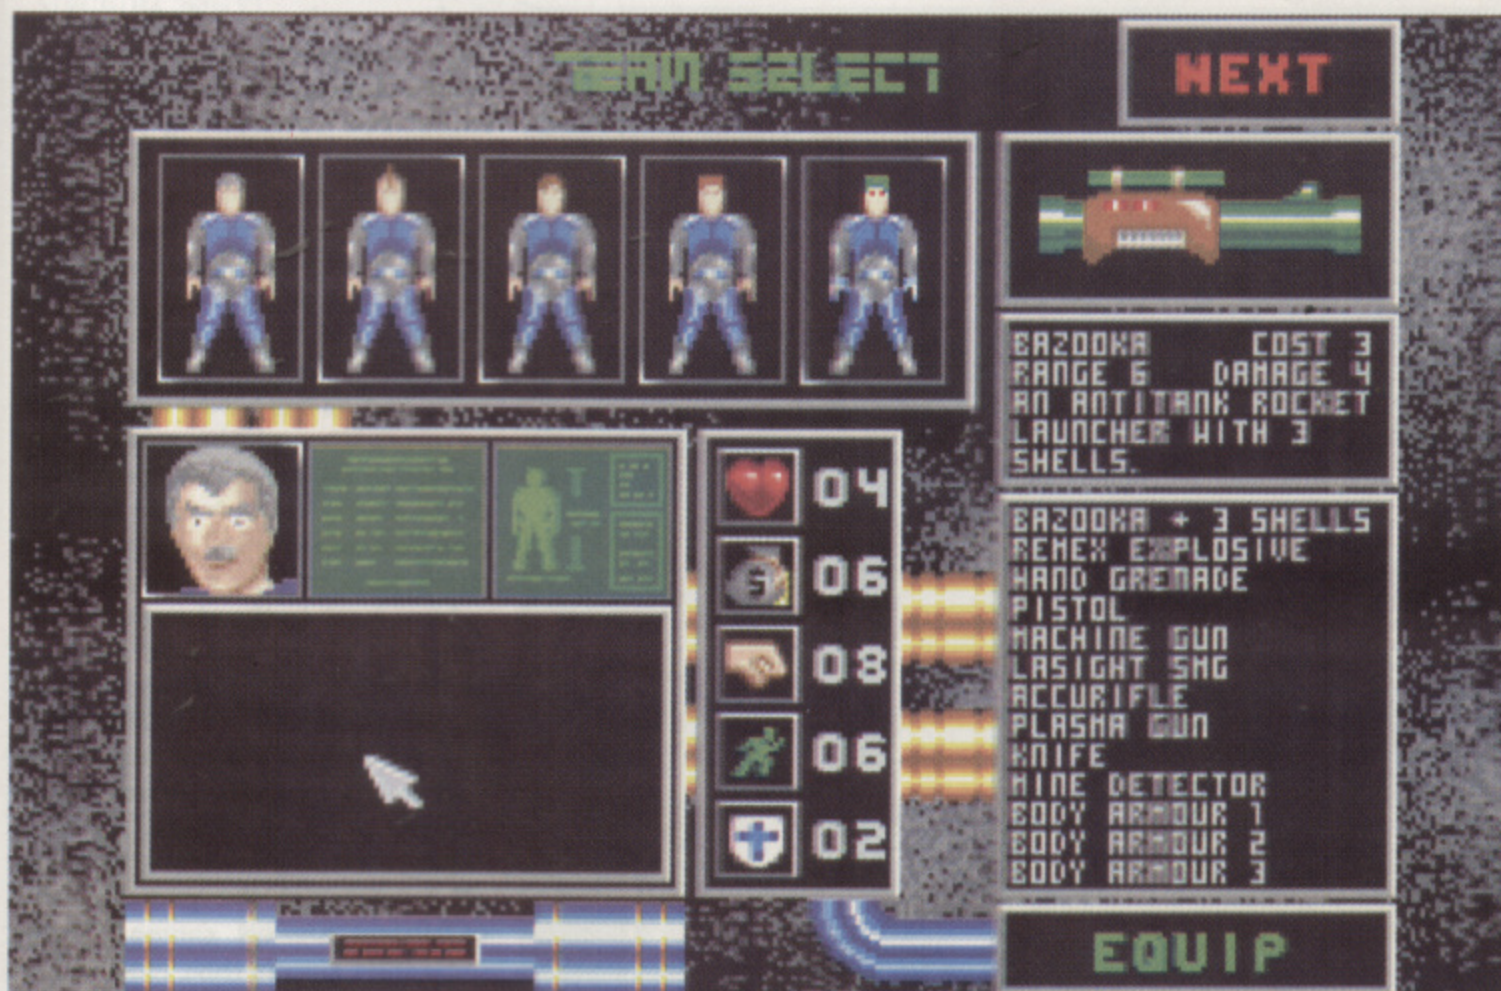 TEAM SELECT
NEXT
BAZOOKA COST 3
RANGE 6 DAMAGE 4
AN ANTITANK ROCKET
LAUNCHER WITH 3
SHELLS.
04
06
08
06
02
BAZOOKA + 3 SHELLS
REMEX EXPLOSIVE
HAND GRENADE
PISTOL
MACHINE GUN
LASIGHT SMG
ACCURIFLE
PLASMA GUN
KNIFE
MINE DETECTOR
BODY ARMOUR 1
BODY ARMOUR 2
BODY ARMOUR 3
EQUIP